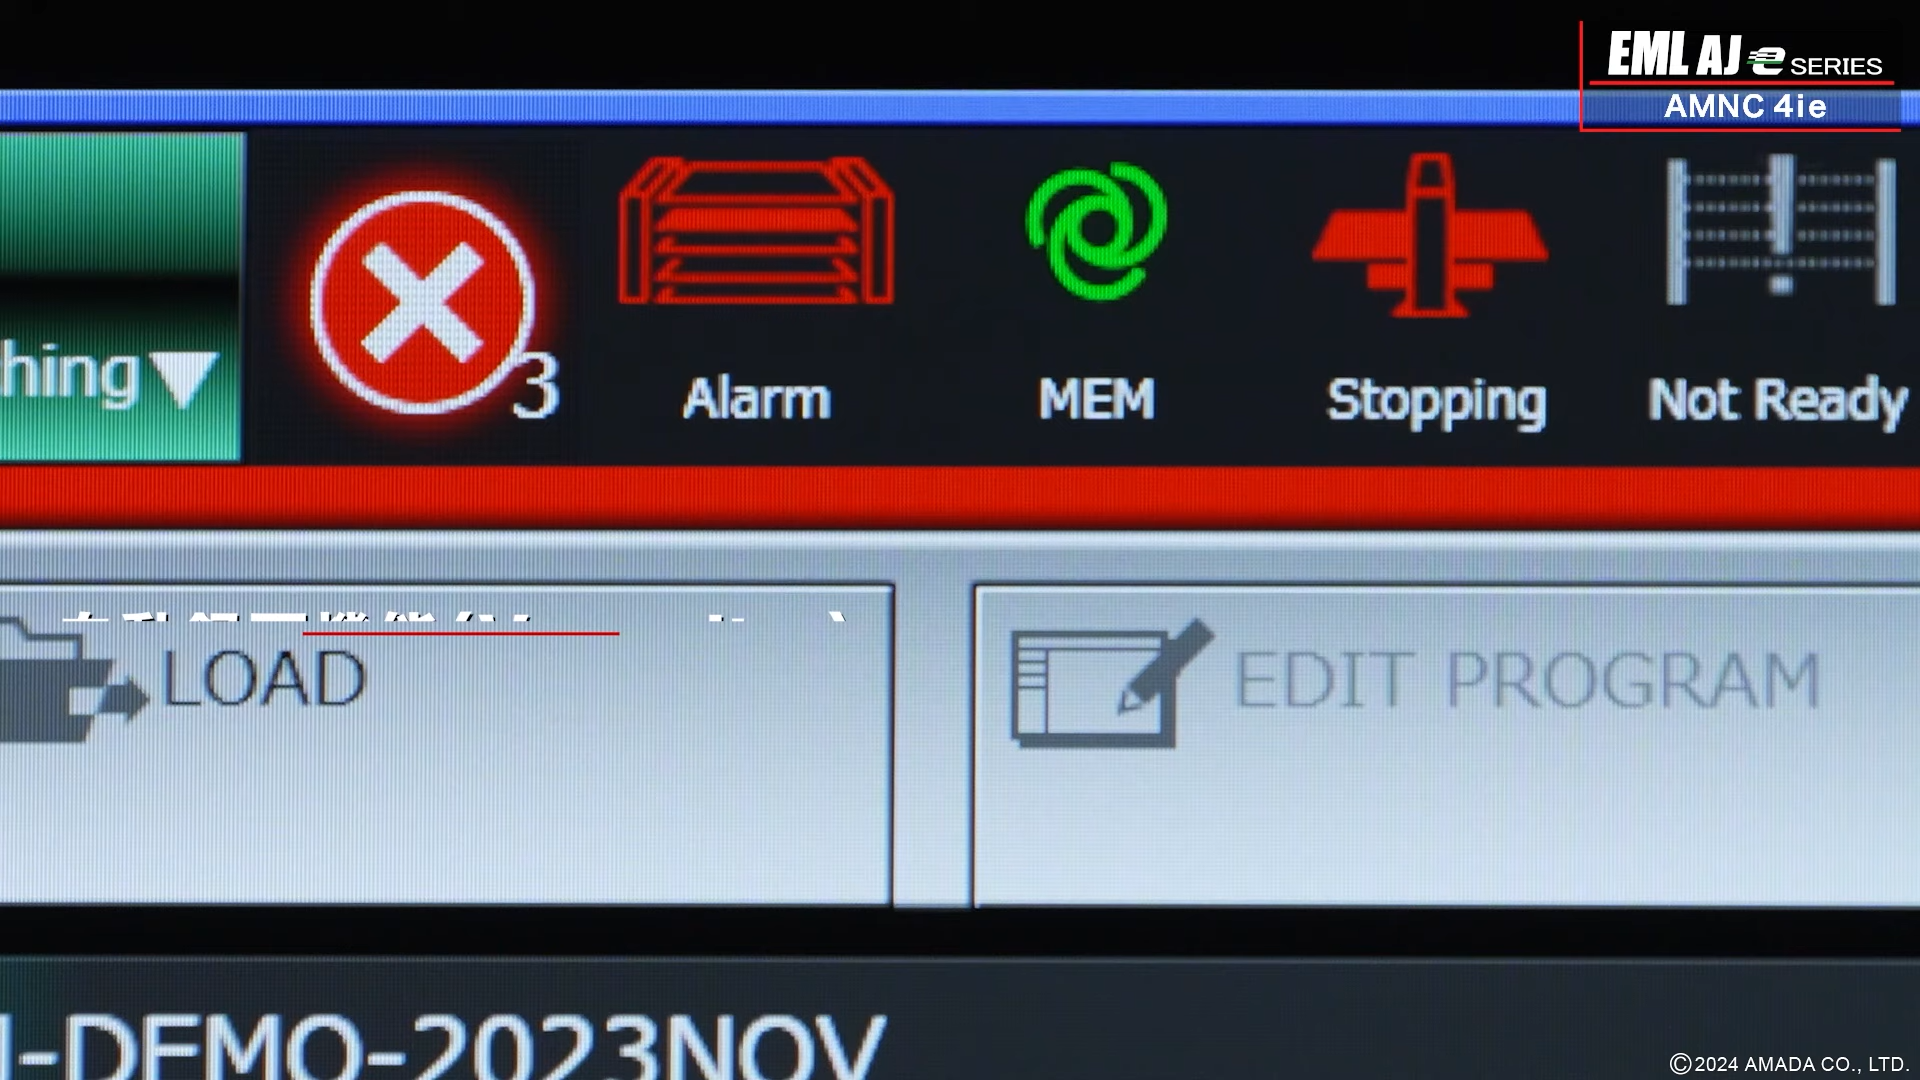 EML AJ e SERIES
AMNC 4ie
3
Alarm
MEM
Stopping
Not Ready
LOAD
EDIT PROGRAM
-DEMO-2023NOV
©2024 AMADA CO., LTD.